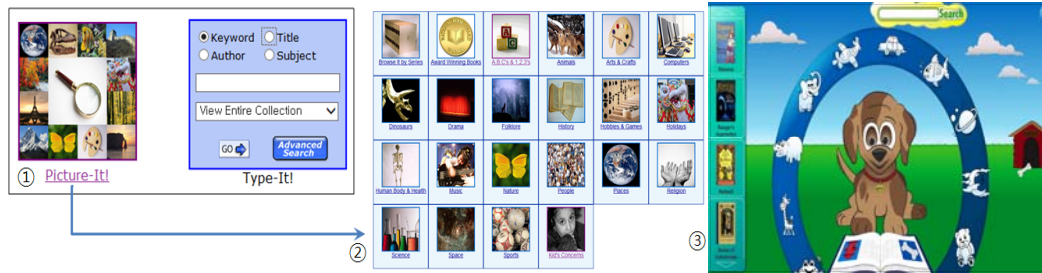 Keyword Title
Author Subject
View Entire Collection
GO Advanced Search
① Picture-It!
Type-It!
②
Browse It by Series Award Winning Books A,B,C's & 1,2,3's Animals Arts & Crafts Computers
Dinosaurs Drama Folklore History Hobbies & Games Holidays
Human Body & Health Music Nature People Places Religion
Science Space Sports Kid's Concerns
③
Search